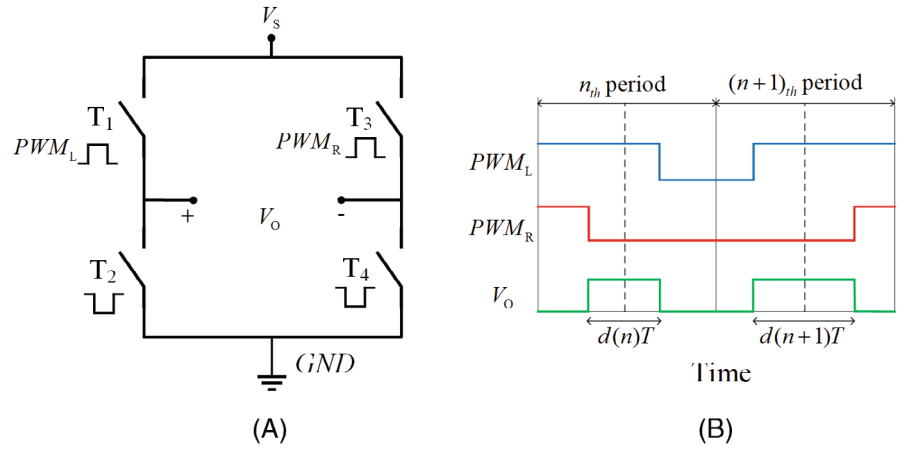 V_S
T_1
PWM_L
T_3
PWM_R
+ V_O -
T_2
T_4
GND
(A)
n_th period
(n+1)_th period
PWM_L
PWM_R
V_O
d(n)T
d(n+1)T
Time
(B)